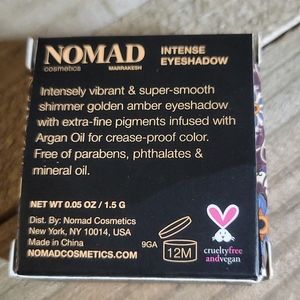 NOMAD
cosmetics
MARRAKESH
INTENSE
EYESHADOW
Intensely vibrant & super-smooth
shimmer golden amber eyeshadow
with extra-fine pigments infused with
Argan Oil for crease-proof color.
Free of parabens, phthalates &
mineral oil.
NET WT 0.05 OZ / 1.5 G
Dist. By: Nomad Cosmetics
New York, NY 10014, USA
Made in China
NOMADCOSMETICS.COM
9GA
12M
crueltyfree
andvegan